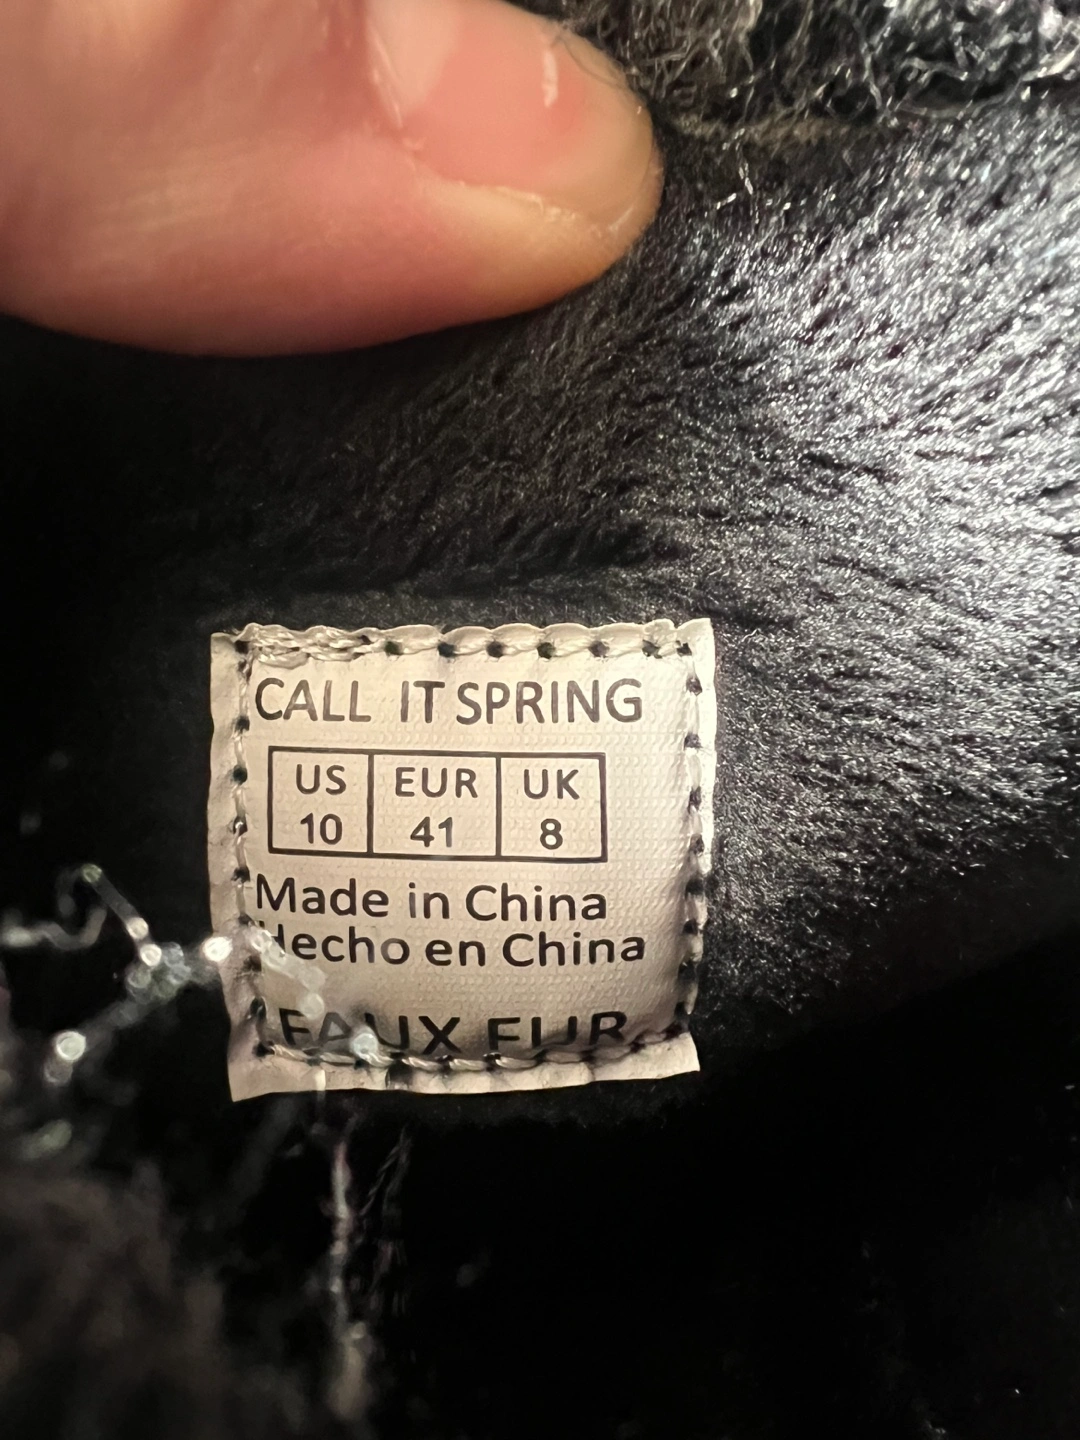 CALL IT SPRING
US EUR UK
10 41 8
Made in China
Hecho en China
FAUX FUR